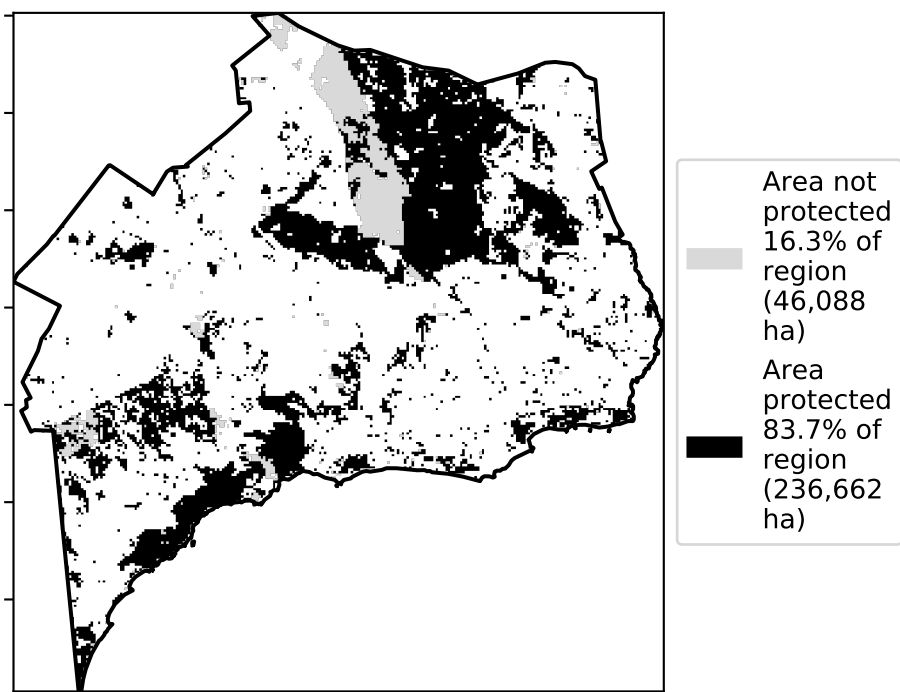 Area not
protected
16.3% of
region
(46,088
ha)
Area
protected
83.7% of
region
(236,662
ha)